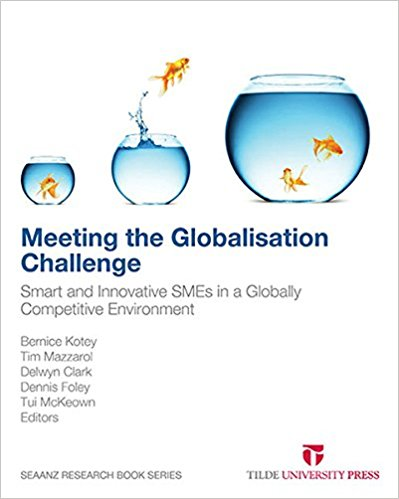 Meeting the Globalisation
Challenge
Smart and Innovative SMEs in a Globally
Competitive Environment
Bernice Kotey
Tim Mazzarol
Delwyn Clark
Dennis Foley
Tui McKeown
Editors
SEAANZ RESEARCH BOOK SERIES
TILDE UNIVERSITY PRESS